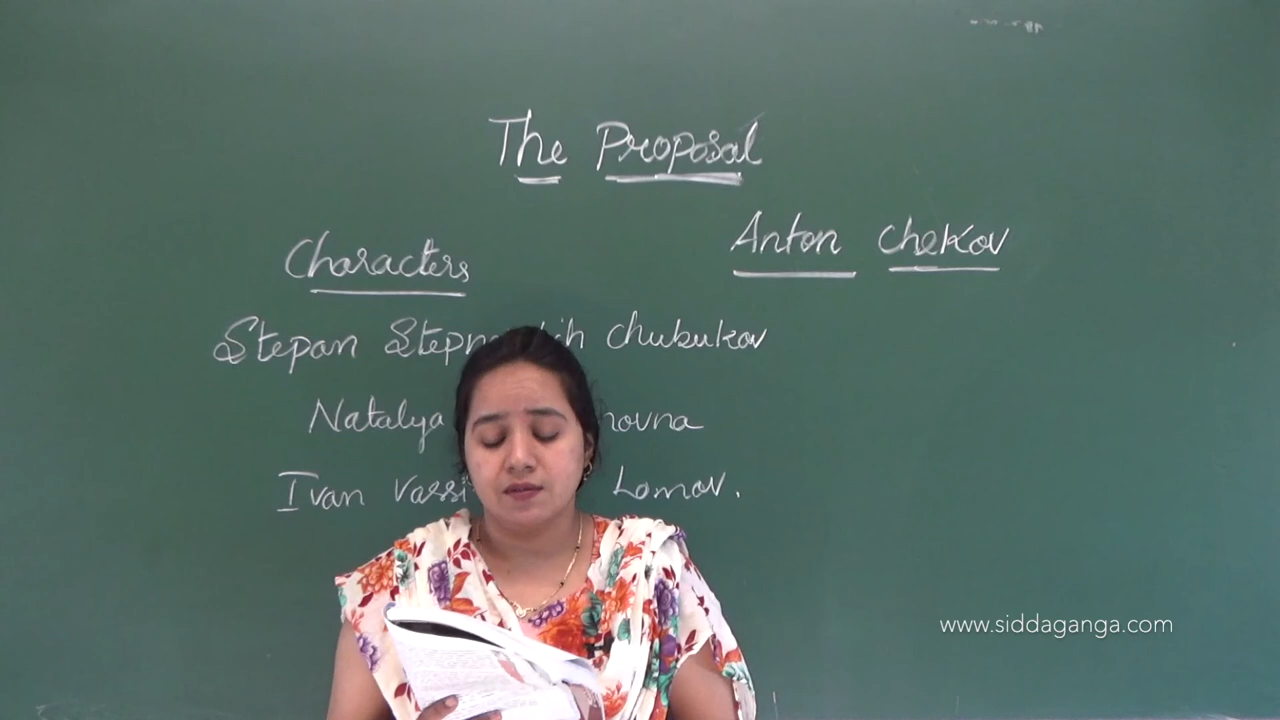 The Proposal
Anton Chekov
Characters
Stepan Chubukov
Natalya
Ivan Lomov.
www.siddaganga.com